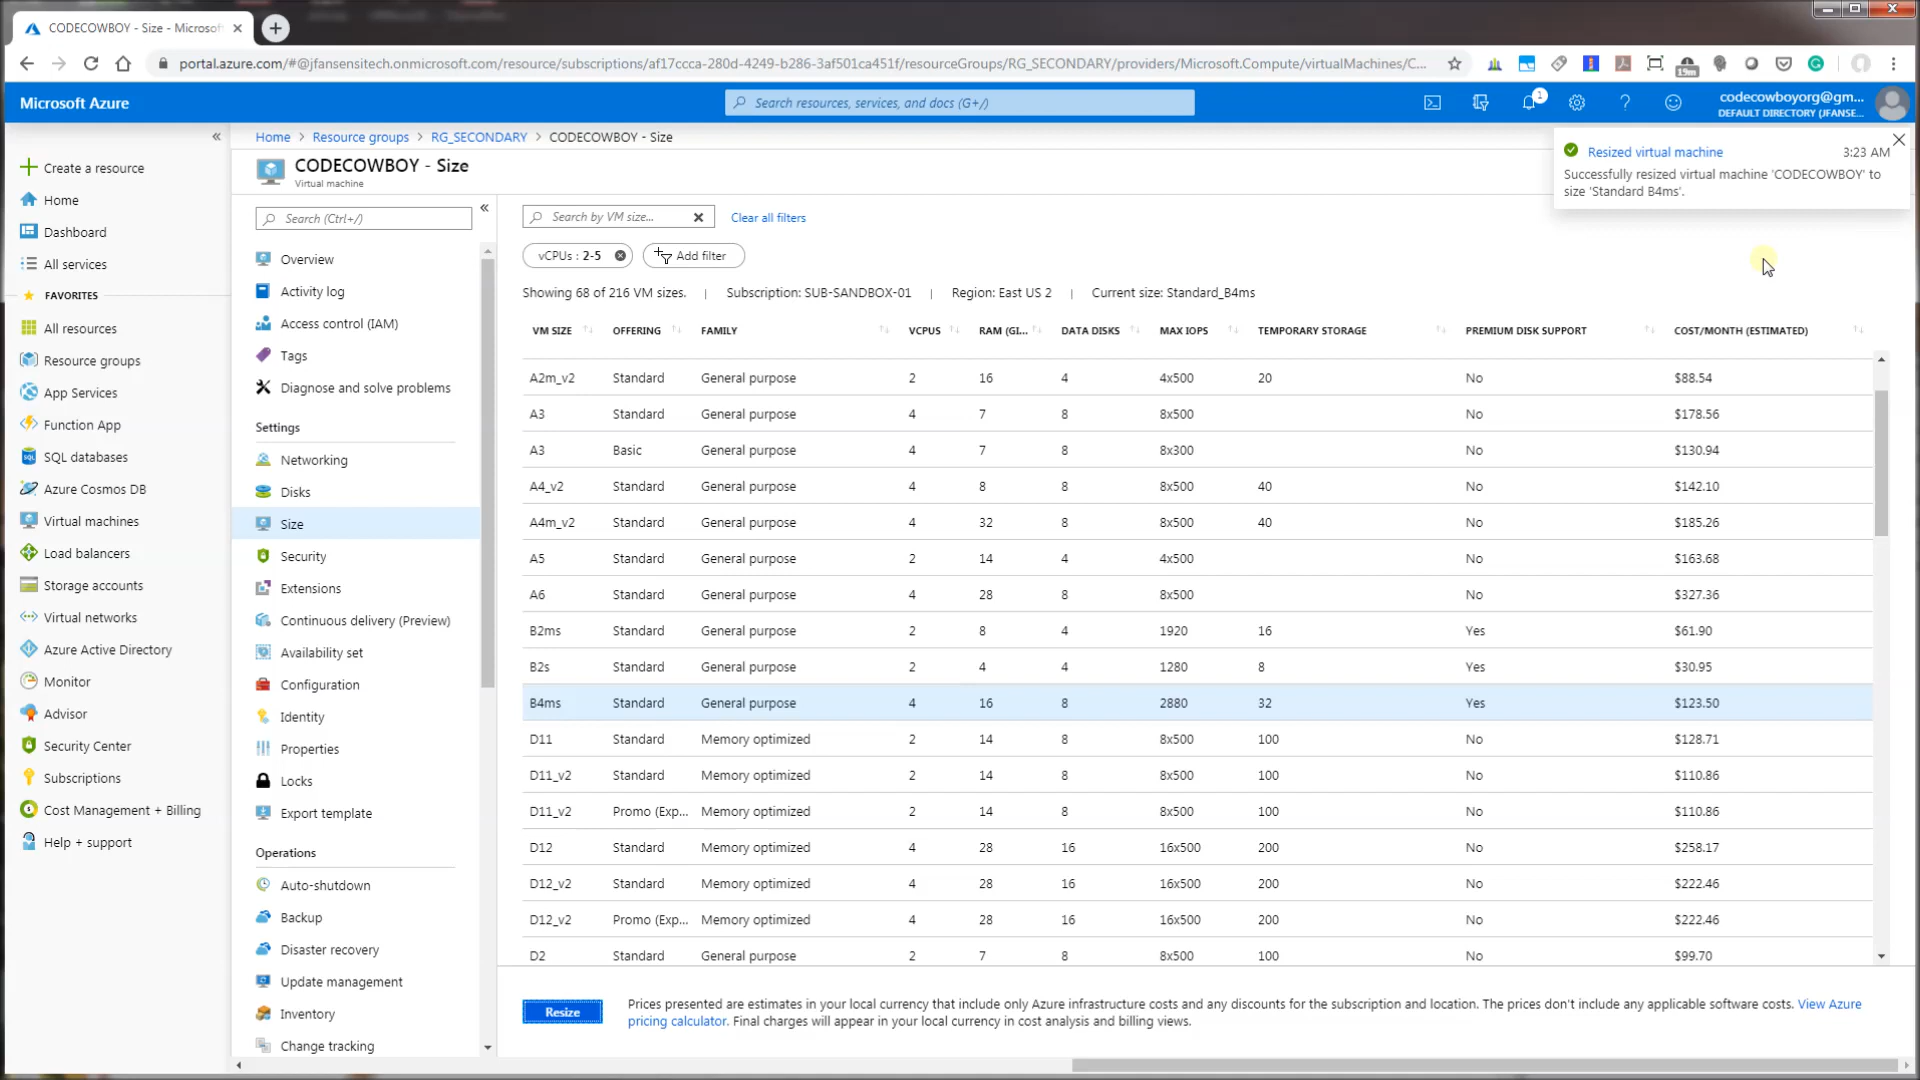 CODECOWBOY - Size - Microsof
portal.azure.com/#@jfansensitech.onmicrosoft.com/resource/subscriptions/af17ccca-280d-4249-b286-3af501ca451f/resourceGroups/RG_SECONDARY/providers/Microsoft.Compute/virtualMachines/C...
19m
Microsoft Azure
Search resources, services, and docs (G+/)
1
codecowboyorg@gm...
DEFAULT DIRECTORY (JFANSE...
Home > Resource groups > RG_SECONDARY > CODECOWBOY - Size
CODECOWBOY - Size
Virtual machine
Resized virtual machine 3:23 AM
Successfully resized virtual machine 'CODECOWBOY' to
size 'Standard B4ms'.
Create a resource
Home
Dashboard
All services
FAVORITES
All resources
Resource groups
App Services
Function App
SQL databases
Azure Cosmos DB
Virtual machines
Load balancers
Storage accounts
Virtual networks
Azure Active Directory
Monitor
Advisor
Security Center
Subscriptions
Cost Management + Billing
Help + support
Search (Ctrl+/)
Overview
Activity log
Access control (IAM)
Tags
Diagnose and solve problems
Settings
Networking
Disks
Size
Security
Extensions
Continuous delivery (Preview)
Availability set
Configuration
Identity
Properties
Locks
Export template
Operations
Auto-shutdown
Backup
Disaster recovery
Update management
Inventory
Change tracking
Search by VM size... Clear all filters
vCPUs : 2-5 Add filter
Showing 68 of 216 VM sizes. | Subscription: SUB-SANDBOX-01 | Region: East US 2 | Current size: Standard_B4ms
VM SIZE OFFERING FAMILY VCPUS RAM (GI... DATA DISKS MAX IOPS TEMPORARY STORAGE PREMIUM DISK SUPPORT COST/MONTH (ESTIMATED)
A2m_v2 Standard General purpose 2 16 4 4x500 20 No $88.54
A3 Standard General purpose 4 7 8 8x500 No $178.56
A3 Basic General purpose 4 7 8 8x300 No $130.94
A4_v2 Standard General purpose 4 8 8 8x500 40 No $142.10
A4m_v2 Standard General purpose 4 32 8 8x500 40 No $185.26
A5 Standard General purpose 2 14 4 4x500 No $163.68
A6 Standard General purpose 4 28 8 8x500 No $327.36
B2ms Standard General purpose 2 8 4 1920 16 Yes $61.90
B2s Standard General purpose 2 4 4 1280 8 Yes $30.95
B4ms Standard General purpose 4 16 8 2880 32 Yes $123.50
D11 Standard Memory optimized 2 14 8 8x500 100 No $128.71
D11_v2 Standard Memory optimized 2 14 8 8x500 100 No $110.86
D11_v2 Promo (Exp... Memory optimized 2 14 8 8x500 100 No $110.86
D12 Standard Memory optimized 4 28 16 16x500 200 No $258.17
D12_v2 Standard Memory optimized 4 28 16 16x500 200 No $222.46
D12_v2 Promo (Exp... Memory optimized 4 28 16 16x500 200 No $222.46
D2 Standard General purpose 2 7 8 8x500 100 No $99.70
Resize
Prices presented are estimates in your local currency that include only Azure infrastructure costs and any discounts for the subscription and location. The prices don't include any applicable software costs. View Azure
pricing calculator. Final charges will appear in your local currency in cost analysis and billing views.